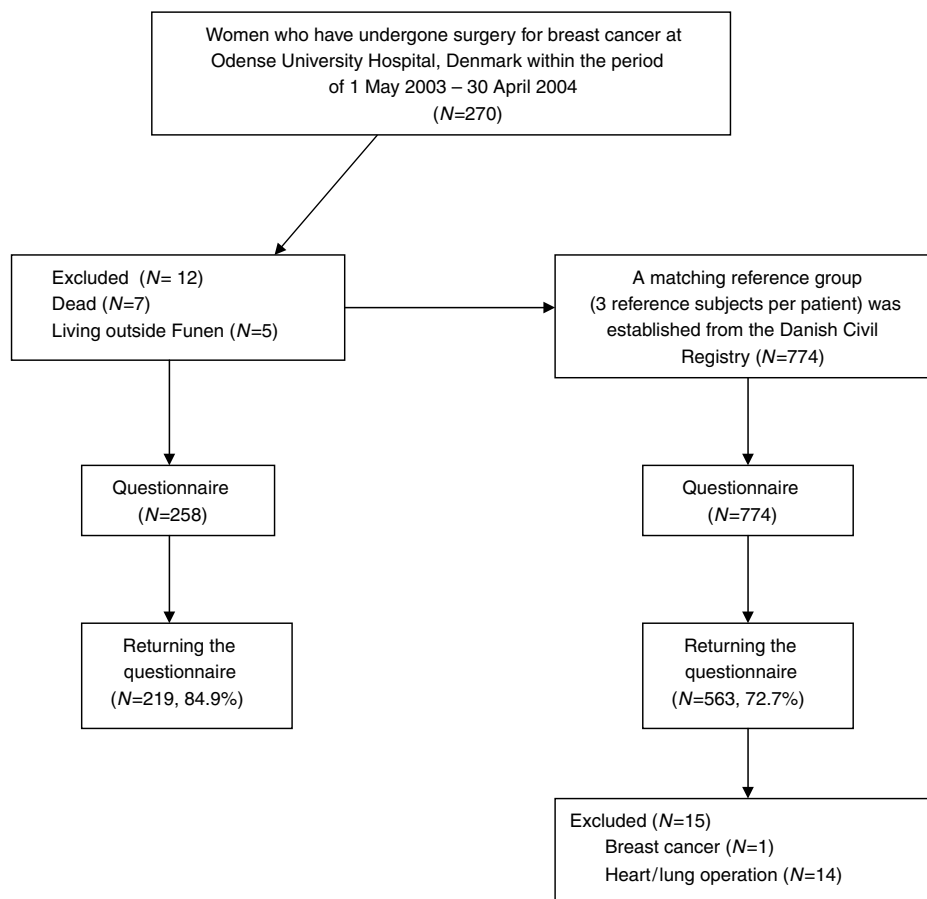 Women who have undergone surgery for breast cancer at
Odense University Hospital, Denmark within the period
of 1 May 2003 – 30 April 2004
(N=270)
Excluded (N= 12)
Dead (N=7)
Living outside Funen (N=5)
A matching reference group
(3 reference subjects per patient) was
established from the Danish Civil
Registry (N=774)
Questionnaire
(N=258)
Questionnaire
(N=774)
Returning the
questionnaire
(N=219, 84.9%)
Returning the
questionnaire
(N=563, 72.7%)
Excluded (N=15)
Breast cancer (N=1)
Heart/lung operation (N=14)